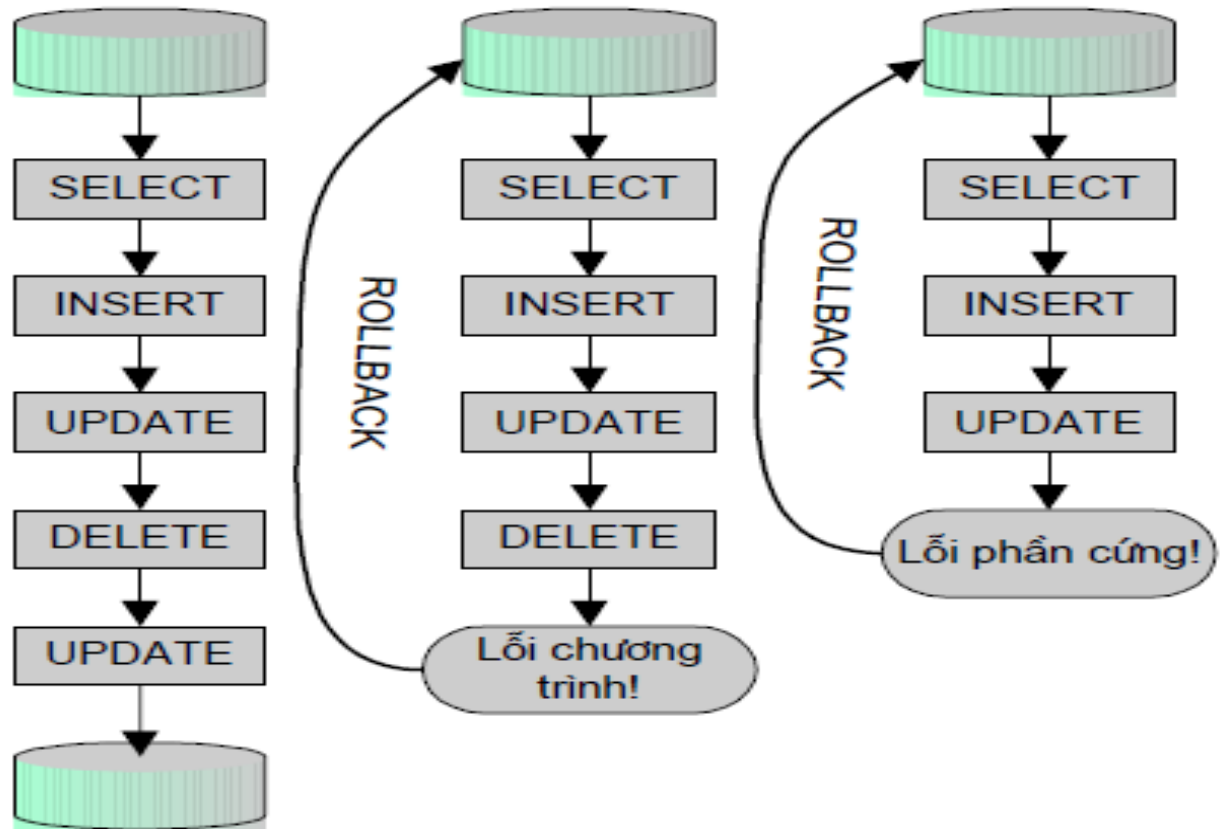 SELECT
INSERT
UPDATE
DELETE
UPDATE
ROLLBACK
SELECT
INSERT
UPDATE
DELETE
Lỗi chương
trình!
ROLLBACK
SELECT
INSERT
UPDATE
Lỗi phần cứng!